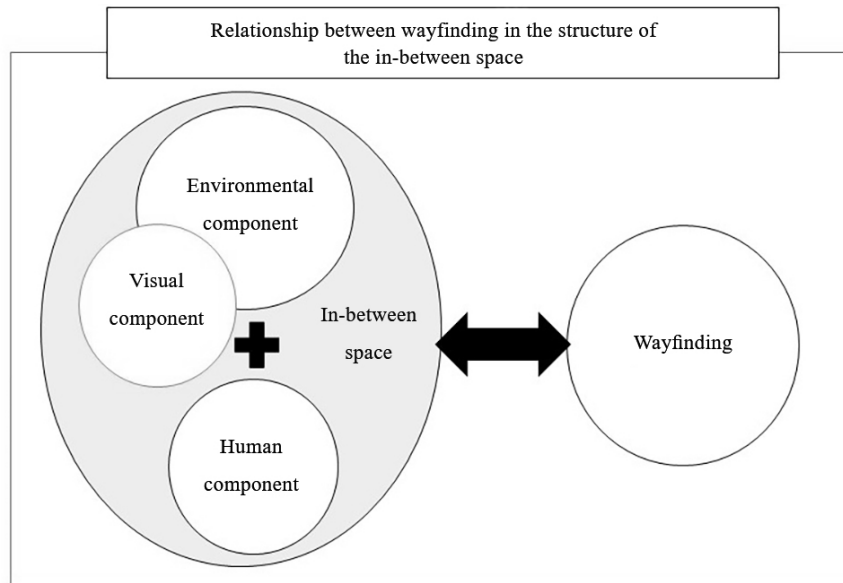 Relationship between wayfinding in the structure of
the in-between space
Environmental
component
Visual
component
In-between
space
Wayfinding
Human
component